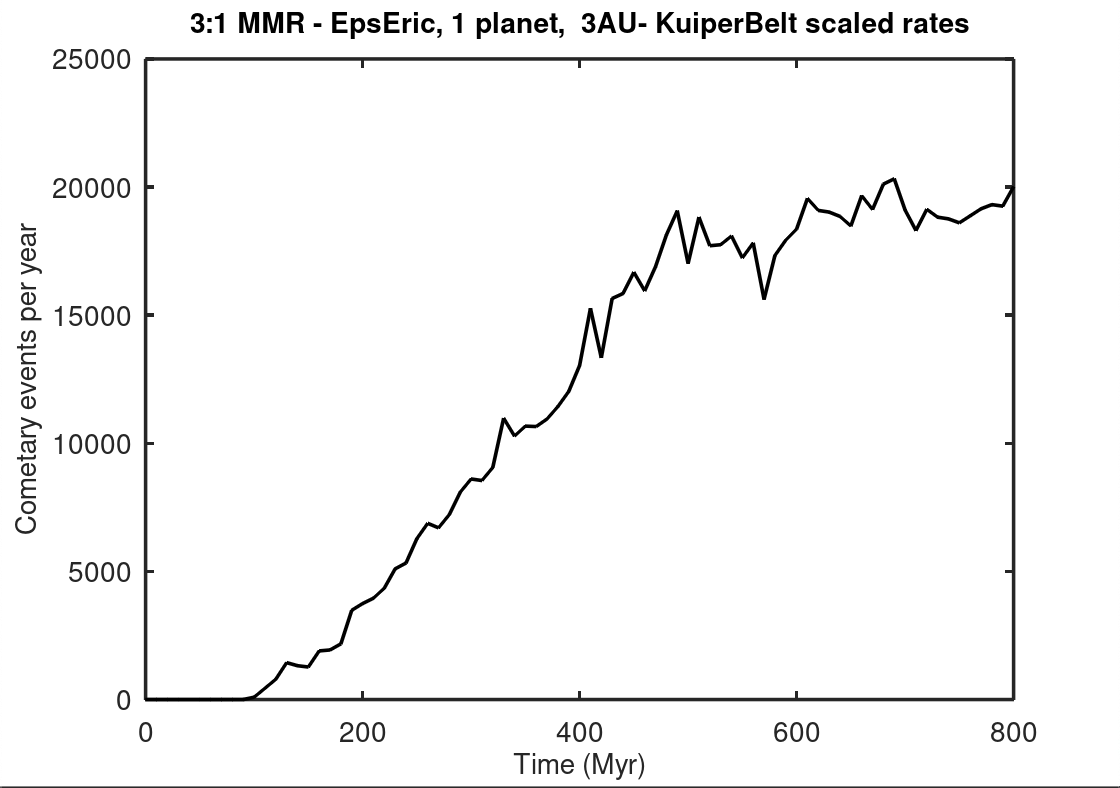 3:1 MMR - EpsEric, 1 planet,  3AU- KuiperBelt scaled rates
25000
20000
15000
10000
5000
0
Cometary events per year
0 200 400 600 800
Time (Myr)